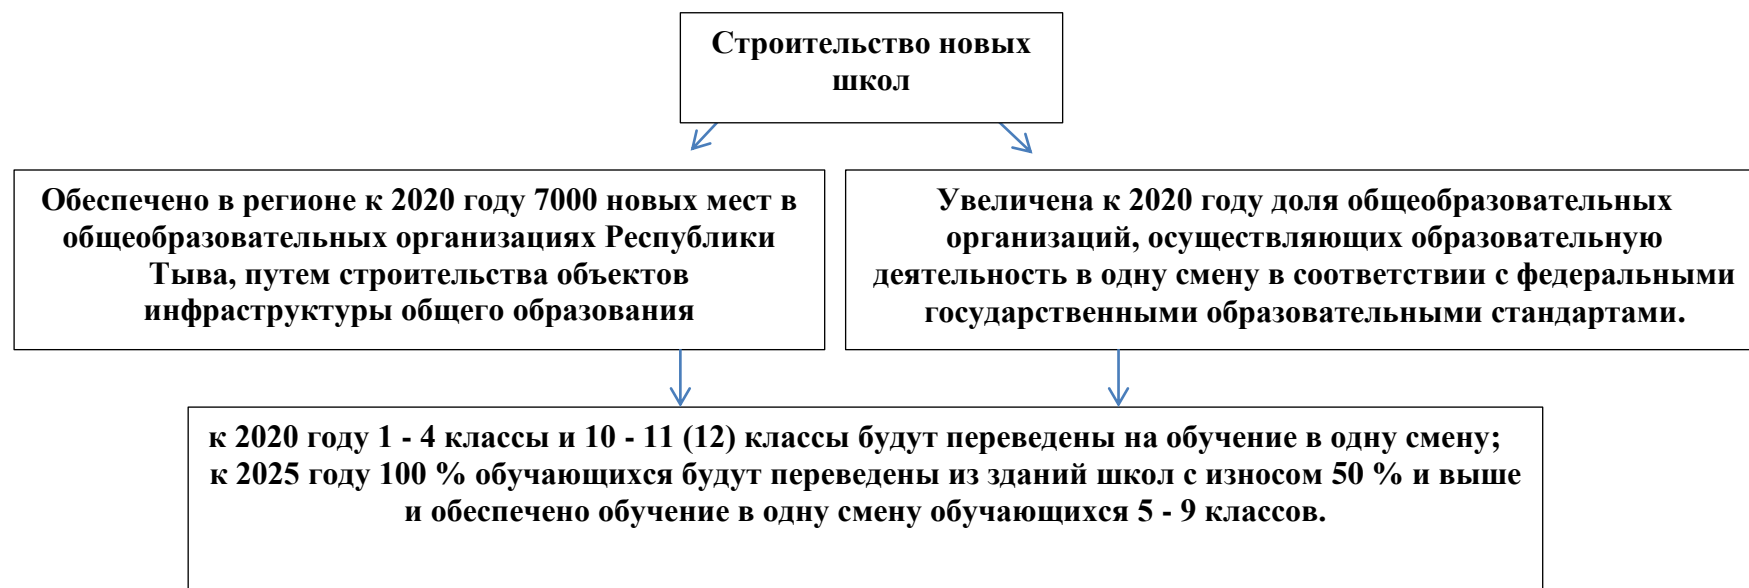 Строительство новых
школ
Обеспечено в регионе к 2020 году 7000 новых мест в
общеобразовательных организациях Республики
Тыва, путем строительства объектов
инфраструктуры общего образования
Увеличена к 2020 году доля общеобразовательных
организаций, осуществляющих образовательную
деятельность в одну смену в соответствии с федеральными
государственными образовательными стандартами.
к 2020 году 1 - 4 классы и 10 - 11 (12) классы будут переведены на обучение в одну смену;
к 2025 году 100 % обучающихся будут переведены из зданий школ с износом 50 % и выше
и обеспечено обучение в одну смену обучающихся 5 - 9 классов.